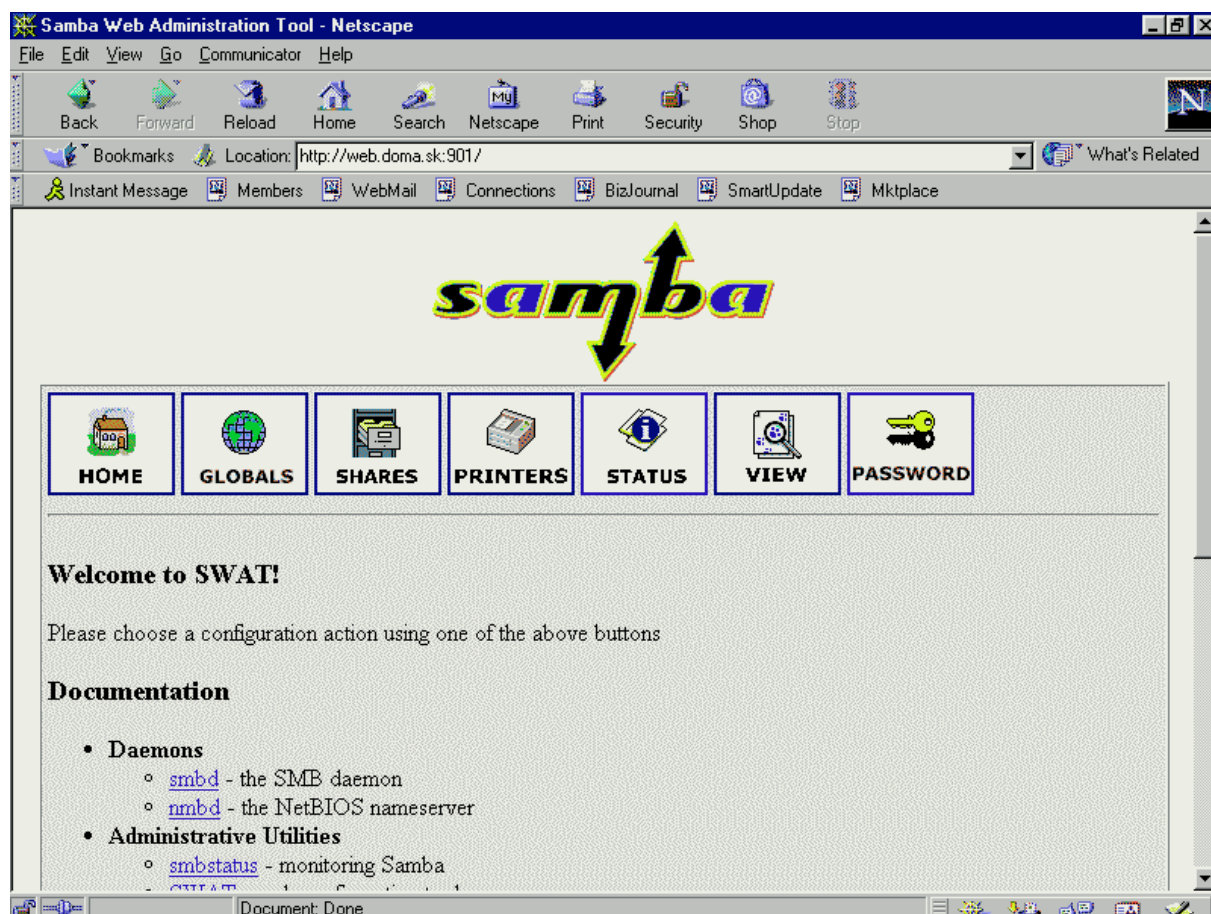 Samba Web Administration Tool - Netscape
File Edit View Go Communicator Help
Back Forward Reload Home Search Netscape Print Security Shop Stop
My
N
Bookmarks Location: http://web.doma.sk:901/ What's Related
Instant Message Members WebMail Connections BizJournal SmartUpdate Mktplace
samba
HOME GLOBALS SHARES PRINTERS STATUS VIEW PASSWORD
Welcome to SWAT!
Please choose a configuration action using one of the above buttons
Documentation
• Daemons
smbd - the SMB daemon
nmbd - the NetBIOS nameserver
• Administrative Utilities
smbstatus - monitoring Samba
SWAT
Document: Done